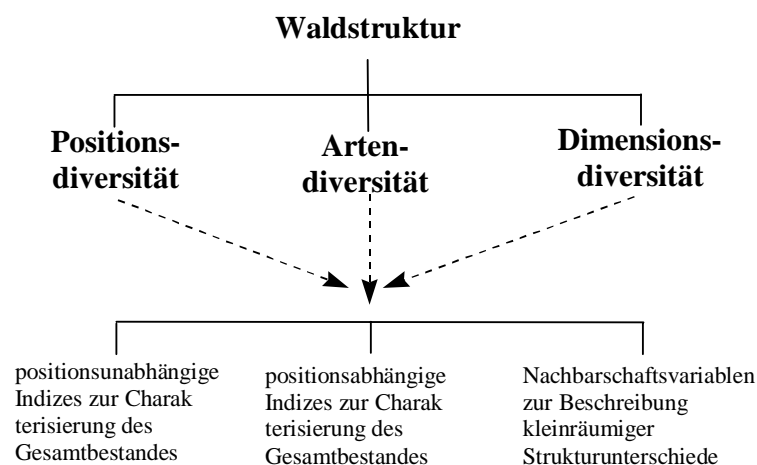 Waldstruktur
Positions-
diversität
Arten-
diversität
Dimensions-
diversität
positionsunabhängige
Indizes zur Charak
terisierung des
Gesamtbestandes
positionsabhängige
Indizes zur Charak
terisierung des
Gesamtbestandes
Nachbarschaftsvariablen
zur Beschreibung
kleinräumiger
Strukturunterschiede